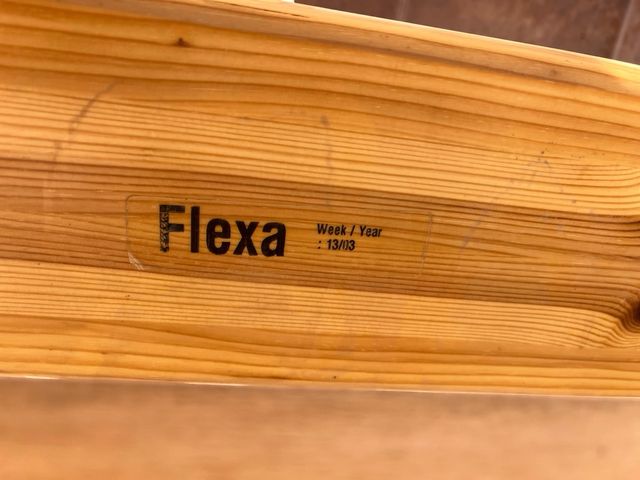 Flexa
Week / Year
: 13/03